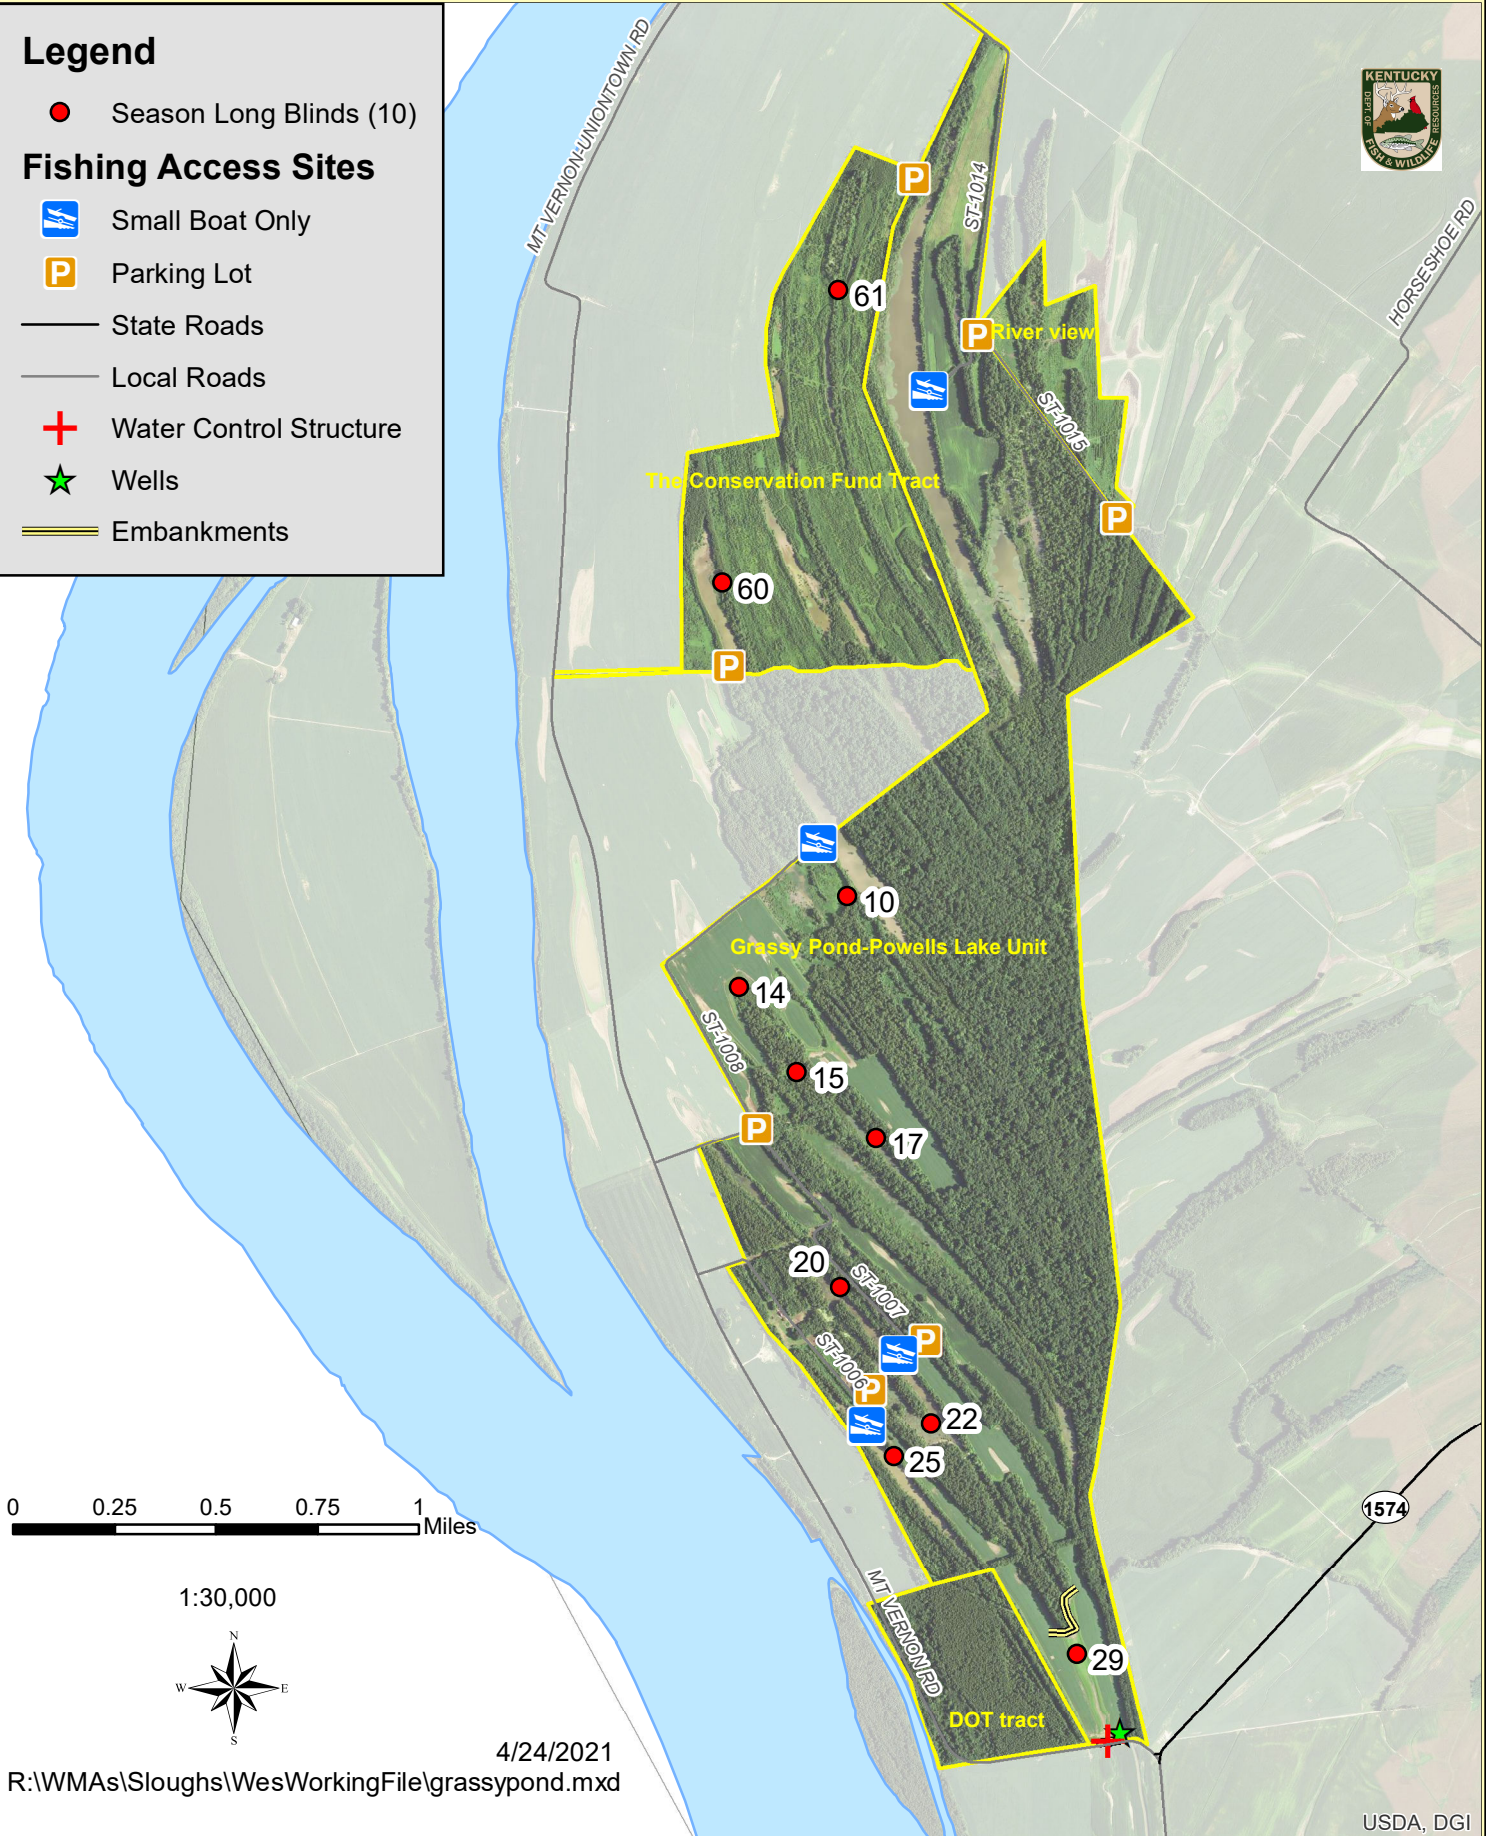 Legend
Season Long Blinds (10)
Fishing Access Sites
Small Boat Only
P Parking Lot
State Roads
Local Roads
Water Control Structure
Wells
Embankments
MT VERNON-UNIONTOWN RD
KENTUCKY
DEPT. OF
RESOURCES
FISH & WILDLIFE
P
ST-1014
HORSESHOE RD
61
P
River view
ST-1015
The Conservation Fund Tract
P
60
P
10
Grassy Pond-Powells Lake Unit
14
ST-1008
15
P
17
20
ST-1007
P
ST-1006
P
22
25
0 0.25 0.5 0.75 1
Miles
1574
1:30,000
N
W E
S
MT VERNON RD
29
DOT tract
4/24/2021
R:\WMAs\Sloughs\WesWorkingFile\grassypond.mxd
USDA, DGI